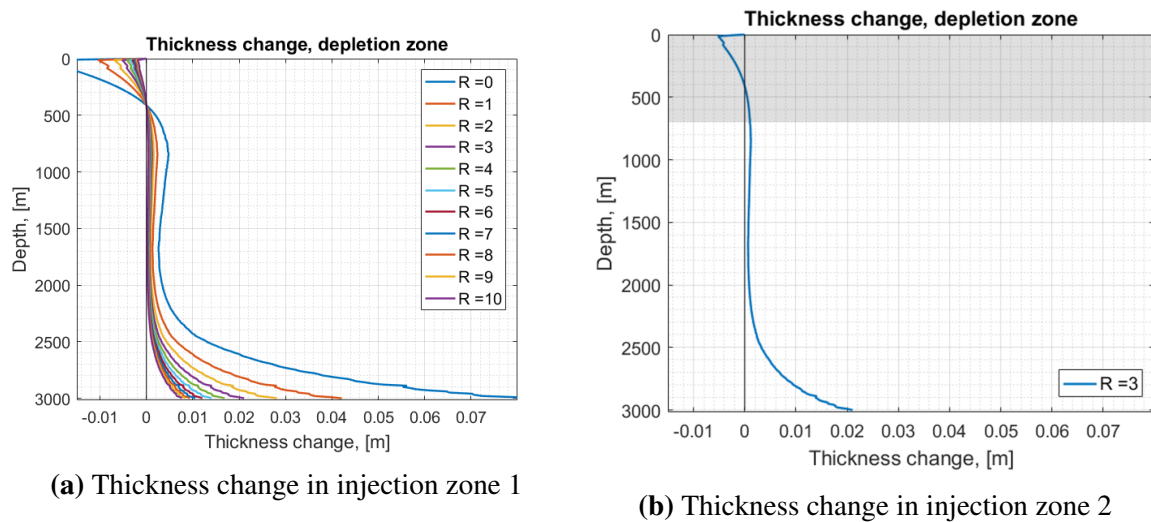 Thickness change, depletion zone
0
500
1000
1500
2000
2500
3000
Depth, [m]
-0.01 0 0.01 0.02 0.03 0.04 0.05 0.06 0.07
Thickness change, [m]
R =0
R =1
R =2
R =3
R =4
R =5
R =6
R =7
R =8
R =9
R =10
(a) Thickness change in injection zone 1
Thickness change, depletion zone
0
500
1000
1500
2000
2500
3000
Depth, [m]
-0.01 0 0.01 0.02 0.03 0.04 0.05 0.06 0.07
Thickness change, [m]
R =3
(b) Thickness change in injection zone 2